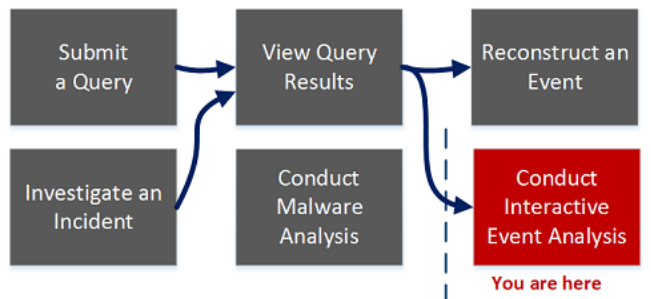 Submit
a Query
View Query
Results
Reconstruct an
Event
Investigate an
Incident
Conduct
Malware
Analysis
Conduct
Interactive
Event Analysis
You are here